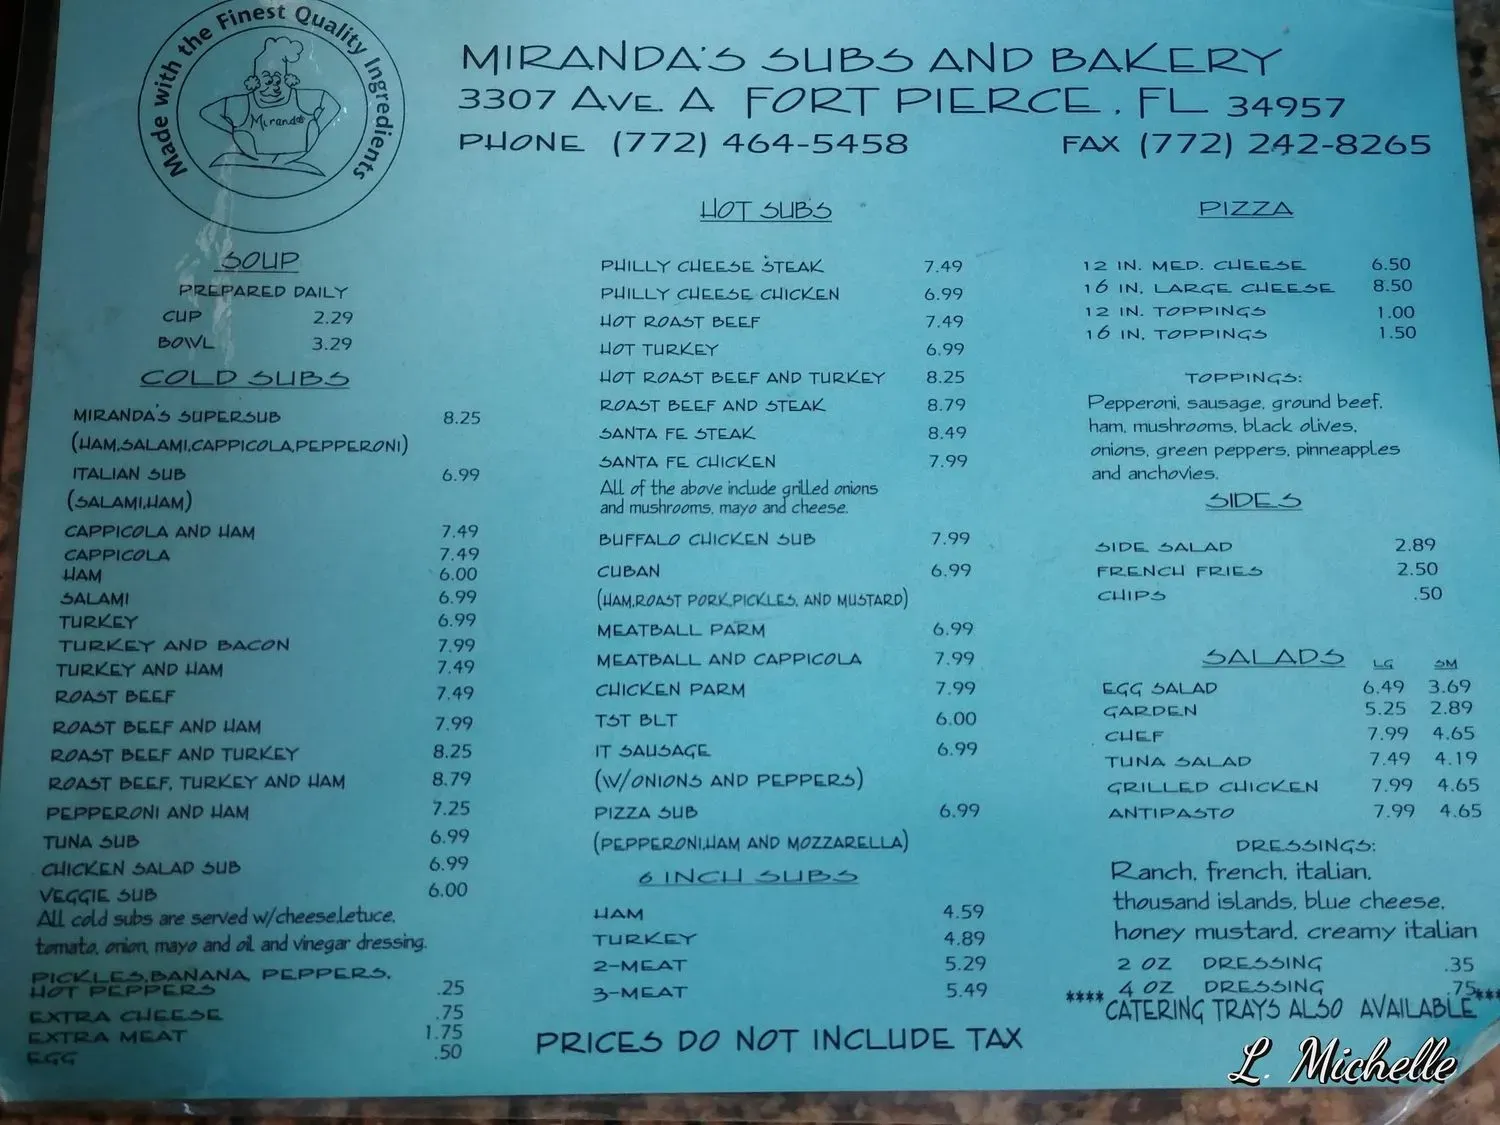 Made with the Finest Quality Ingredients
Miranda's
MIRANDA'S SUBS AND BAKERY
3307 AVE. A FORT PIERCE, FL 34957
PHONE (772) 464-5458 FAX (772) 242-8265
SOUP
PREPARED DAILY
CUP 2.29
BOWL 3.29
COLD SUBS
MIRANDA'S SUPERSUB 8.25
(HAM,SALAMI,CAPPICOLA,PEPPERONI)
ITALIAN SUB 6.99
(SALAMI,HAM)
CAPPICOLA AND HAM 7.49
CAPPICOLA 7.49
HAM 6.00
SALAMI 6.99
TURKEY 6.99
TURKEY AND BACON 7.99
TURKEY AND HAM 7.49
ROAST BEEF 7.49
ROAST BEEF AND HAM 7.99
ROAST BEEF AND TURKEY 8.25
ROAST BEEF, TURKEY AND HAM 8.79
PEPPERONI AND HAM 7.25
TUNA SUB 6.99
CHICKEN SALAD SUB 6.99
VEGGIE SUB 6.00
All cold subs are served w/cheese,letuce,
tomato, onion, mayo and oil and vinegar dressing.
PICKLES,BANANA PEPPERS,
HOT PEPPERS .25
EXTRA CHEESE .75
EXTRA MEAT 1.75
EGG .50
HOT SUBS
PHILLY CHEESE STEAK 7.49
PHILLY CHEESE CHICKEN 6.99
HOT ROAST BEEF 7.49
HOT TURKEY 6.99
HOT ROAST BEEF AND TURKEY 8.25
ROAST BEEF AND STEAK 8.79
SANTA FE STEAK 8.49
SANTA FE CHICKEN 7.99
All of the above include grilled onions
and mushrooms, mayo and cheese.
BUFFALO CHICKEN SUB 7.99
CUBAN 6.99
(HAM,ROAST PORK,PICKLES, AND MUSTARD)
MEATBALL PARM 6.99
MEATBALL AND CAPPICOLA 7.99
CHICKEN PARM 7.99
TST BLT 6.00
IT SAUSAGE 6.99
(W/ONIONS AND PEPPERS)
PIZZA SUB 6.99
(PEPPERONI,HAM AND MOZZARELLA)
6 INCH SUBS
HAM 4.59
TURKEY 4.89
2-MEAT 5.29
3-MEAT 5.49
PRICES DO NOT INCLUDE TAX
PIZZA
12 IN. MED. CHEESE 6.50
16 IN. LARGE CHEESE 8.50
12 IN. TOPPINGS 1.00
16 IN. TOPPINGS 1.50
TOPPINGS:
Pepperoni, sausage, ground beef,
ham, mushrooms, black olives,
onions, green peppers, pinneapples
and anchovies.
SIDES
SIDE SALAD 2.89
FRENCH FRIES 2.50
CHIPS .50
SALADS LG SM
EGG SALAD 6.49 3.69
GARDEN 5.25 2.89
CHEF 7.99 4.65
TUNA SALAD 7.49 4.19
GRILLED CHICKEN 7.99 4.65
ANTIPASTO 7.99 4.65
DRESSINGS:
Ranch, french, italian,
thousand islands, blue cheese,
honey mustard, creamy italian
2 OZ DRESSING .35
4 OZ DRESSING .75
****CATERING TRAYS ALSO AVAILABLE***
L. Michelle